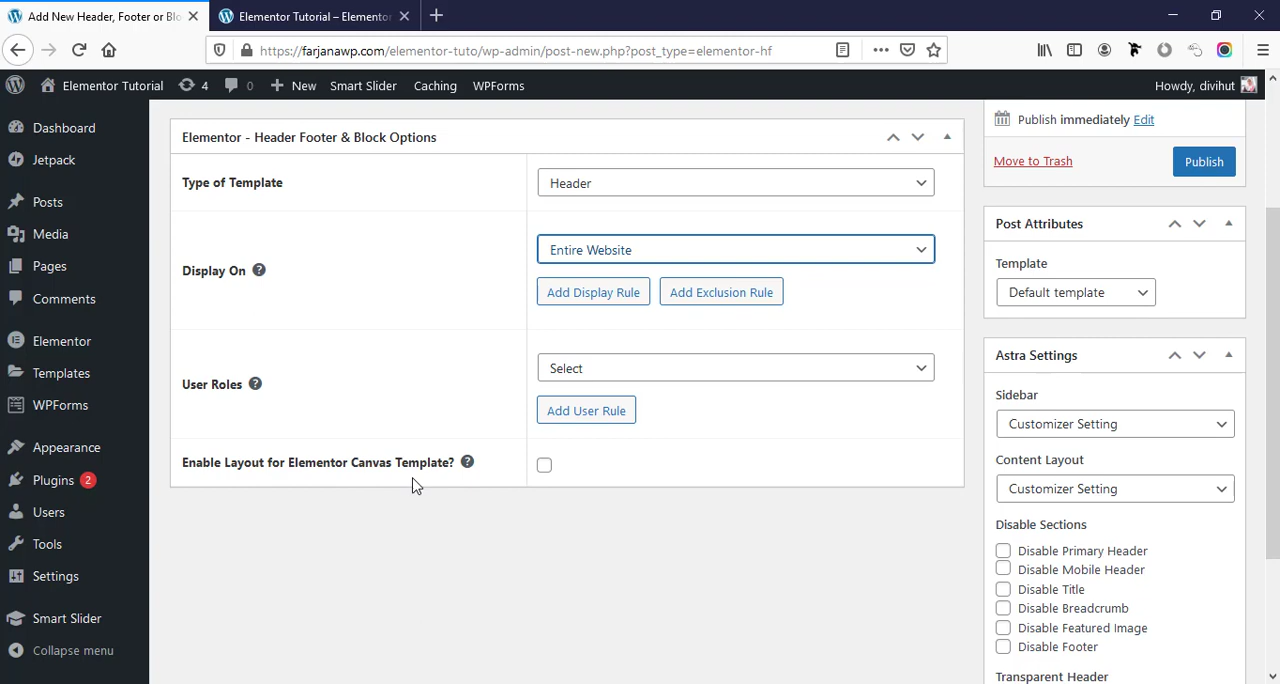 Add New Header, Footer or Blo
Elementor Tutorial – Elementor
https://farjanawp.com/elementor-tuto/wp-admin/post-new.php?post_type=elementor-hf
Elementor Tutorial 4 0 New Smart Slider Caching WPForms Howdy, divihut
Dashboard
Jetpack
Posts
Media
Pages
Comments
Elementor
Templates
WPForms
Appearance
Plugins 2
Users
Tools
Settings
Smart Slider
Collapse menu
Elementor - Header Footer & Block Options
Type of Template
Header
Display On ?
Entire Website
Add Display Rule Add Exclusion Rule
User Roles ?
Select
Add User Rule
Enable Layout for Elementor Canvas Template? ?
Publish immediately Edit
Move to Trash Publish
Post Attributes
Template
Default template
Astra Settings
Sidebar
Customizer Setting
Content Layout
Customizer Setting
Disable Sections
Disable Primary Header
Disable Mobile Header
Disable Title
Disable Breadcrumb
Disable Featured Image
Disable Footer
Transparent Header